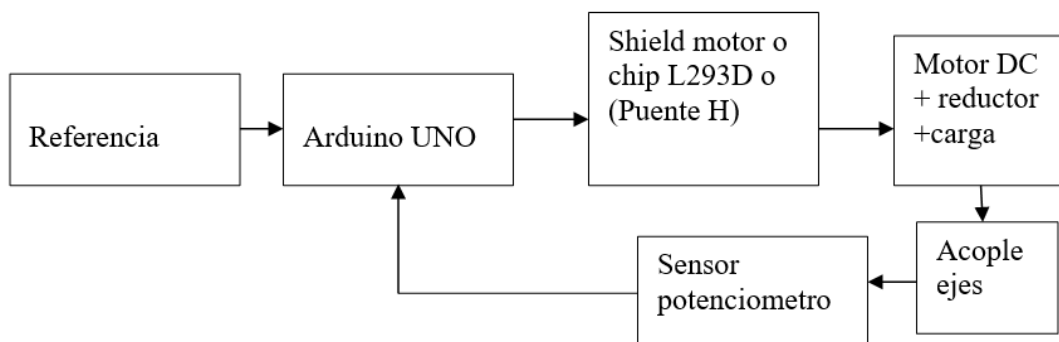 Referencia
Arduino UNO
Shield motor o
chip L293D o
(Puente H)
Motor DC
+ reductor
+carga
Acople
ejes
Sensor
potenciometro